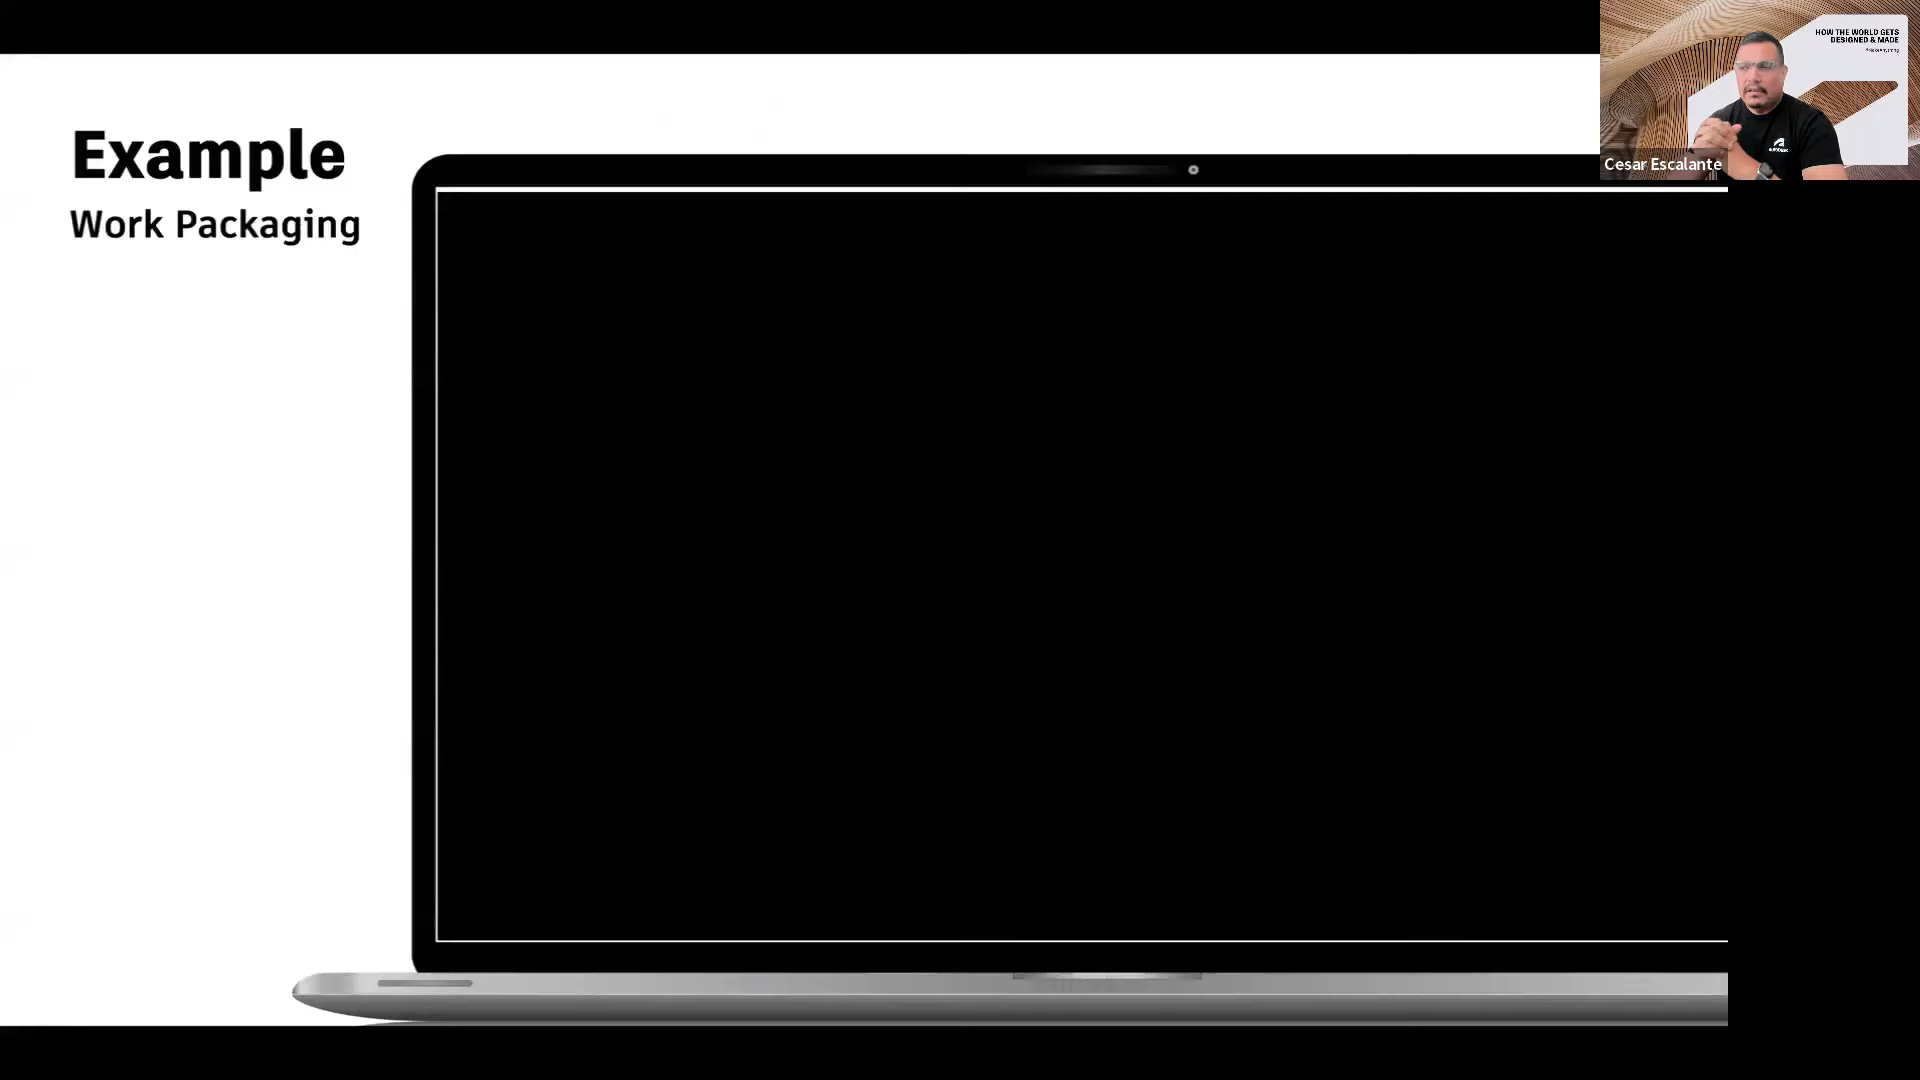 Example
Work Packaging
HOW THE WORLD GETS
DESIGNED & MADE
Cesar Escalante